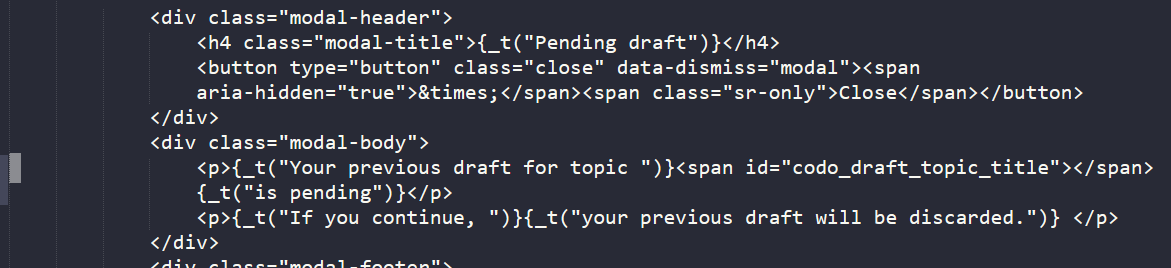 <div class="modal-header">
<h4 class="modal-title">{_t("Pending draft")}</h4>
<button type="button" class="close" data-dismiss="modal"><span
aria-hidden="true">&times;</span><span class="sr-only">Close</span></button>
</div>
<div class="modal-body">
<p>{_t("Your previous draft for topic ")}<span id="codo_draft_topic_title"></span>
{_t("is pending")}</p>
<p>{_t("If you continue, ")}{_t("your previous draft will be discarded.")} </p>
</div>
<div class="modal-footer">